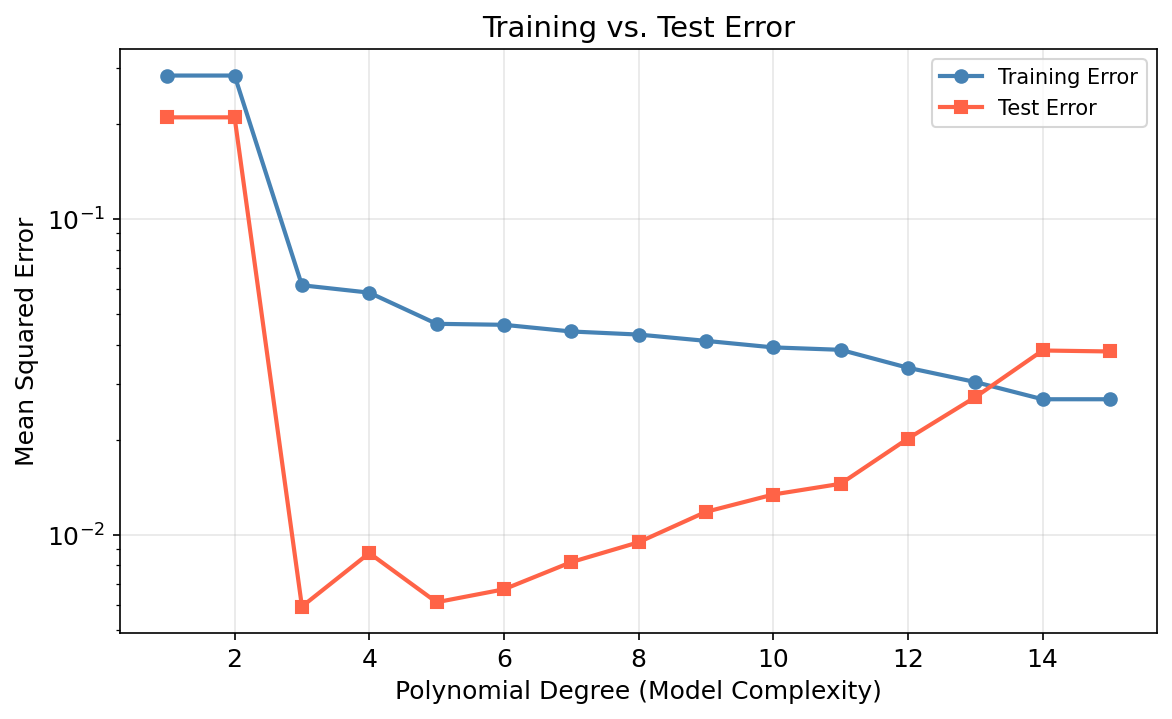 Training vs. Test Error
Training Error
Test Error
Mean Squared Error
10⁻¹
10⁻²
2 4 6 8 10 12 14
Polynomial Degree (Model Complexity)